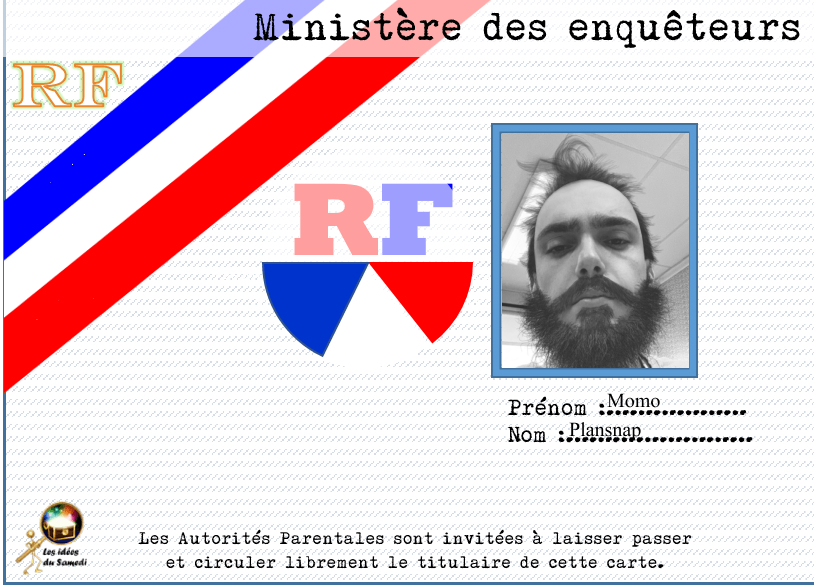 Ministère des enquêteurs
RF
RF
Prénom :Momo
Nom :Plansnap
Les idées
du Samedi
Les Autorités Parentales sont invitées à laisser passer
et circuler librement le titulaire de cette carte.